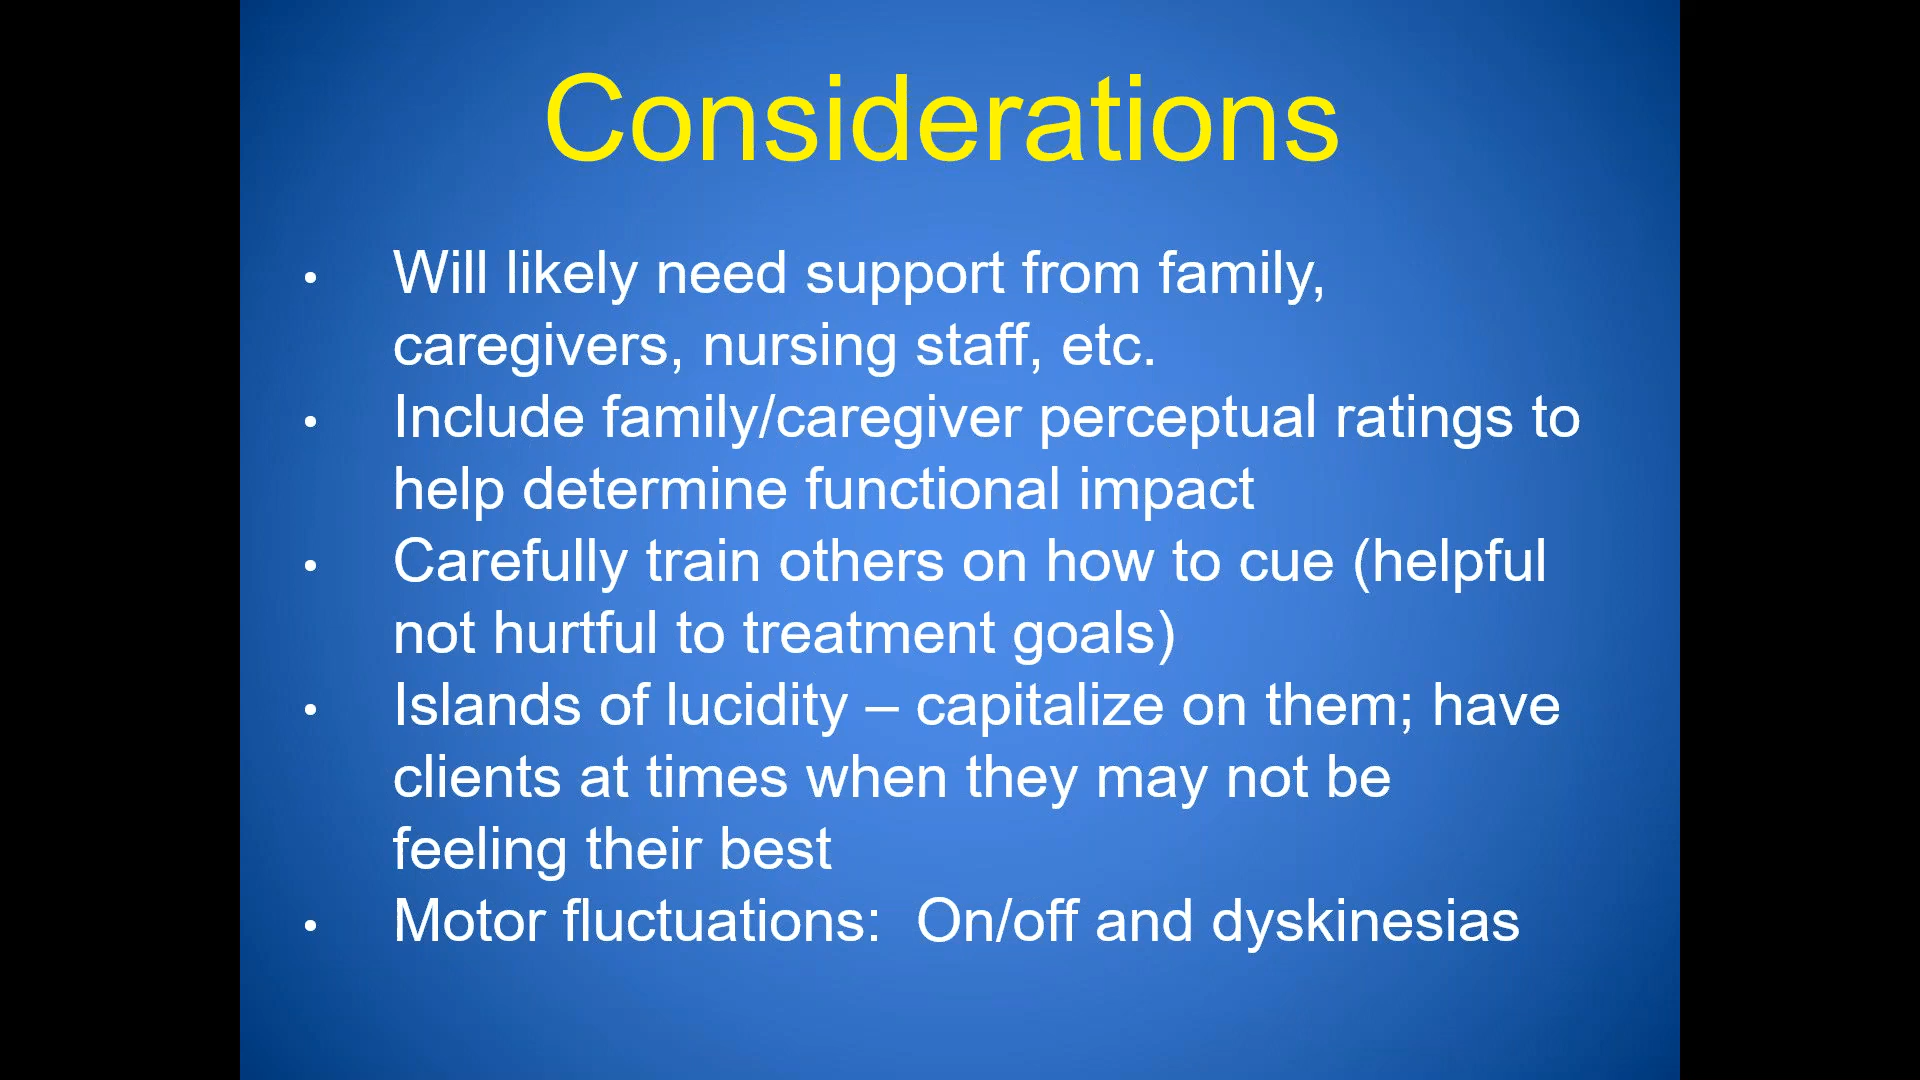 Considerations
• Will likely need support from family,
caregivers, nursing staff, etc.
• Include family/caregiver perceptual ratings to
help determine functional impact
• Carefully train others on how to cue (helpful
not hurtful to treatment goals)
• Islands of lucidity – capitalize on them; have
clients at times when they may not be
feeling their best
• Motor fluctuations:  On/off and dyskinesias